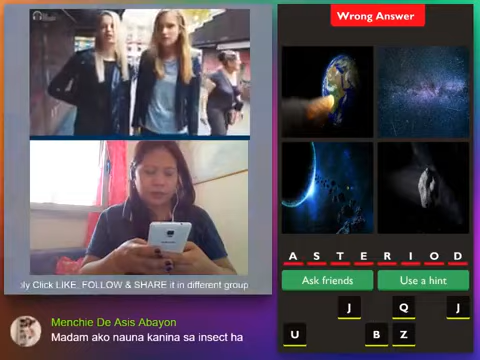 Wrong Answer
A S T E R I O D
Ask friends
Use a hint
J Q J
U B Z
ly Click LIKE, FOLLOW & SHARE it in different group
Menchie De Asis Abayon
Madam ako nauna kanina sa insect ha